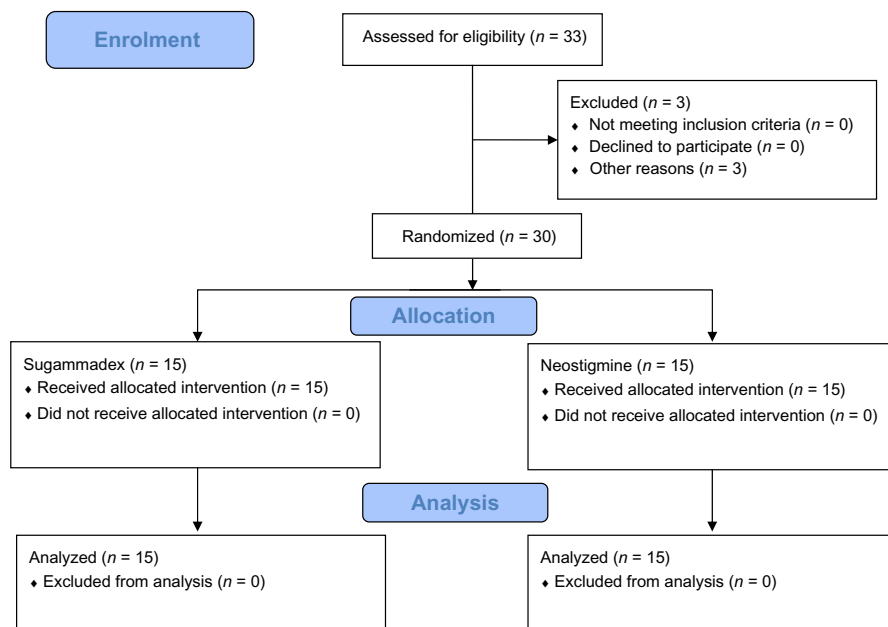 Enrolment
Assessed for eligibility (n = 33)
Excluded (n = 3)
♦ Not meeting inclusion criteria (n = 0)
♦ Declined to participate (n = 0)
♦ Other reasons (n = 3)
Randomized (n = 30)
Allocation
Sugammadex (n = 15)
♦ Received allocated intervention (n = 15)
♦ Did not receive allocated intervention (n = 0)
Neostigmine (n = 15)
♦ Received allocated intervention (n = 15)
♦ Did not receive allocated intervention (n = 0)
Analysis
Analyzed (n = 15)
♦ Excluded from analysis (n = 0)
Analyzed (n = 15)
♦ Excluded from analysis (n = 0)